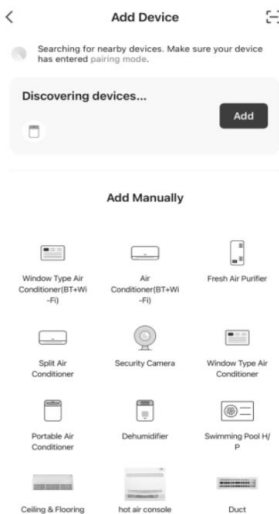 Add Device
Searching for nearby devices. Make sure your device
has entered pairing mode.
Discovering devices...
Add
Add Manually
Window Type Air
Conditioner(BT+Wi
-Fi)
Air
Conditioner(BT+Wi
-Fi)
Fresh Air Purifier
Split Air
Conditioner
Security Camera
Window Type Air
Conditioner
Portable Air
Conditioner
Dehumidifier
Swimming Pool H/
P
Ceiling & Flooring
hot air console
Duct